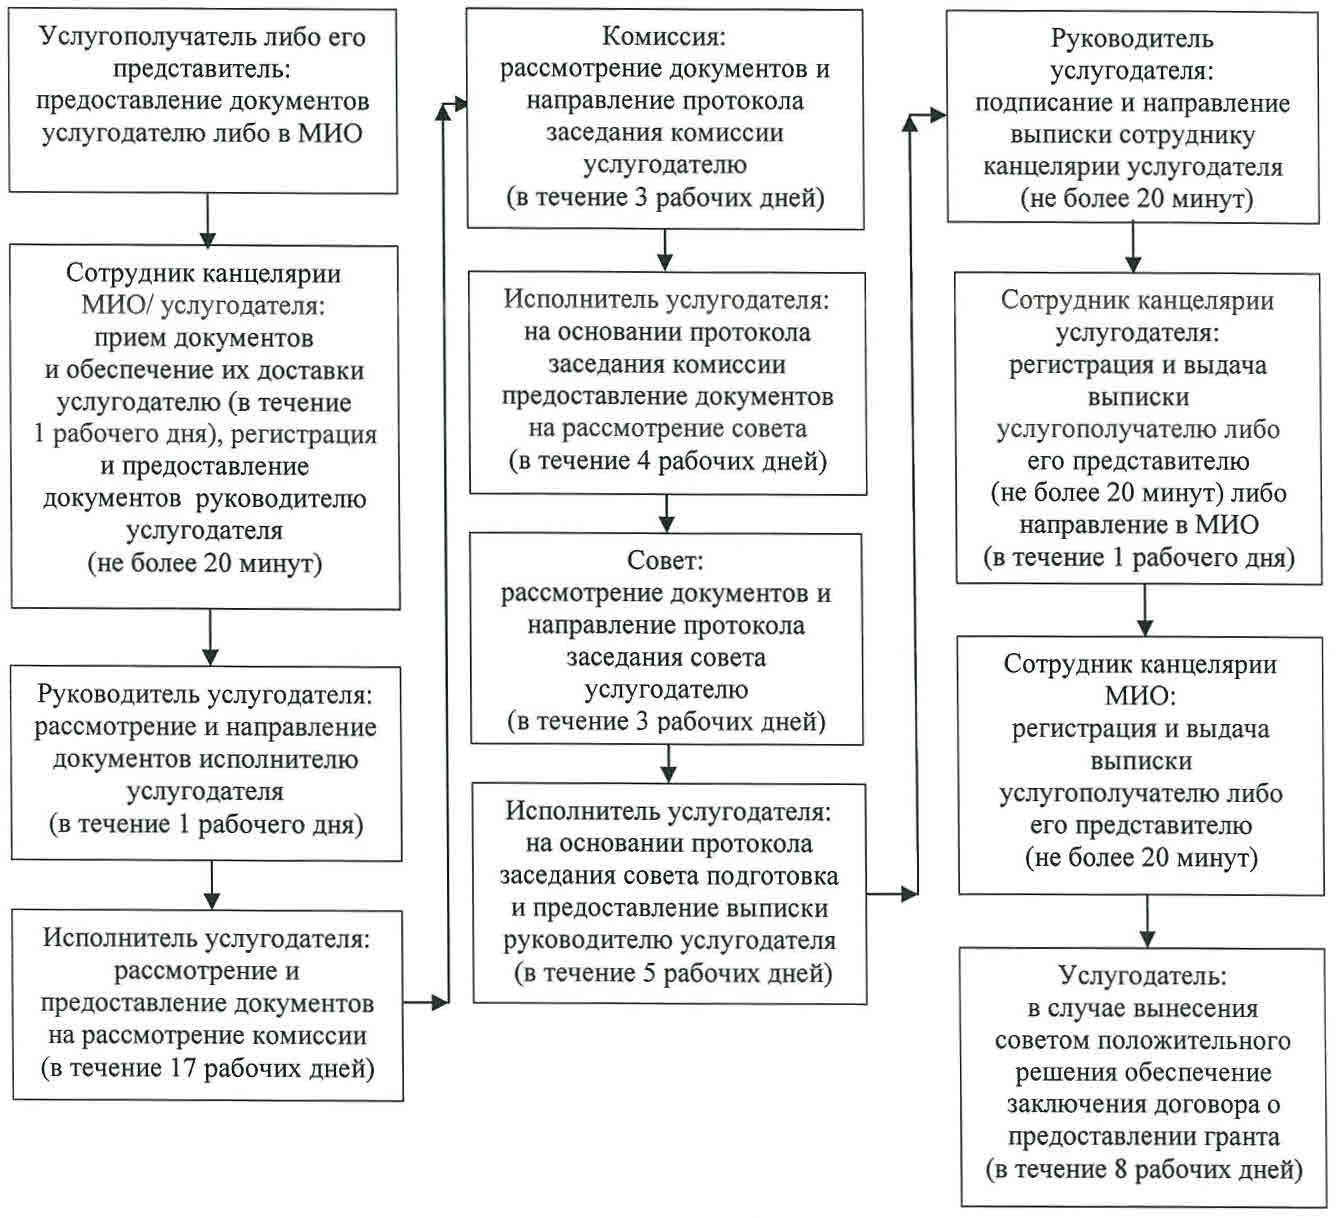 Услугополучатель либо его
представитель:
предоставление документов
услугодателю либо в МИО
Сотрудник канцелярии
МИО/ услугодателя:
прием документов
и обеспечение их доставки
услугодателю (в течение
1 рабочего дня), регистрация
и предоставление
документов руководителю
услугодателя
(не более 20 минут)
Руководитель услугодателя:
рассмотрение и направление
документов исполнителю
услугодателя
(в течение 1 рабочего дня)
Исполнитель услугодателя:
рассмотрение и
предоставление документов
на рассмотрение комиссии
(в течение 17 рабочих дней)
Комиссия:
рассмотрение документов и
направление протокола
заседания комиссии
услугодателю
(в течение 3 рабочих дней)
Исполнитель услугодателя:
на основании протокола
заседания комиссии
предоставление документов
на рассмотрение совета
(в течение 4 рабочих дней)
Совет:
рассмотрение документов и
направление протокола
заседания совета
услугодателю
(в течение 3 рабочих дней)
Исполнитель услугодателя:
на основании протокола
заседания совета подготовка
и предоставление выписки
руководителю услугодателя
(в течение 5 рабочих дней)
Руководитель
услугодателя:
подписание и направление
выписки сотруднику
канцелярии услугодателя
(не более 20 минут)
Сотрудник канцелярии
услугодателя:
регистрация и выдача
выписки
услугополучателю либо
его представителю
(не более 20 минут) либо
направление в МИО
(в течение 1 рабочего дня)
Сотрудник канцелярии
МИО:
регистрация и выдача
выписки
услугополучателю либо
его представителю
(не более 20 минут)
Услугодатель:
в случае вынесения
советом положительного
решения обеспечение
заключения договора о
предоставлении гранта
(в течение 8 рабочих дней)